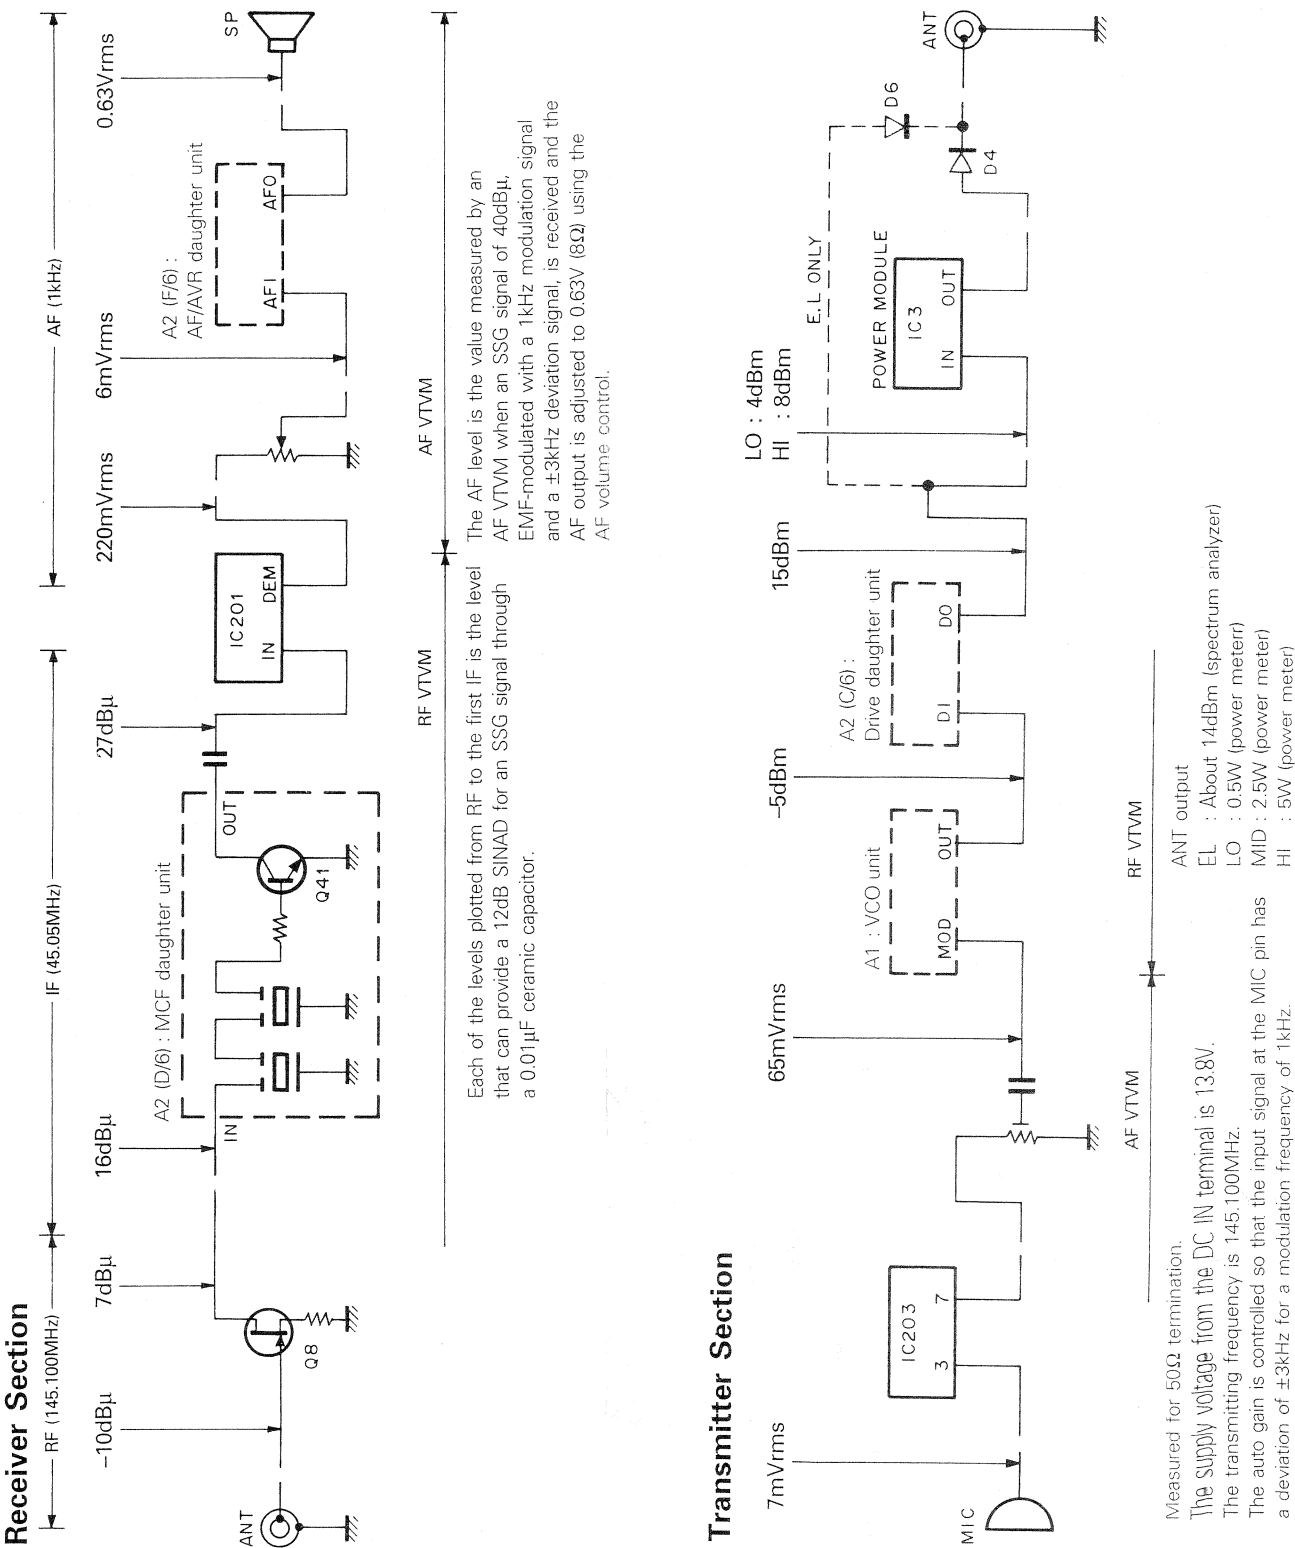 Receiver Section
RF (145.100MHz)
IF (45.05MHz)
AF (1kHz)
–10dBμ
7dBμ
16dBμ
27dBμ
220mVrms
6mVrms
0.63Vrms
ANT
Q8
A2 (D/6) : MCF daughter unit
IN
OUT
Q41
IC201
IN
DEM
A2 (F/6) :
AF/AVR daughter unit
AFI
AFO
SP
RF VTVM
AF VTVM
Each of the levels plotted from RF to the first IF is the level
that can provide a 12dB SINAD for an SSG signal through
a 0.01μF ceramic capacitor.
The AF level is the value measured by an
AF VTVM when an SSG signal of 40dBμ,
EMF-modulated with a 1kHz modulation signal
and a ±3kHz deviation signal, is received and the
AF output is adjusted to 0.63V (8Ω) using the
AF volume control.
Transmitter Section
7mVrms
65mVrms
–5dBm
15dBm
LO : 4dBm
HI : 8dBm
MIC
IC203
3
7
A1 : VCO unit
MOD
OUT
A2 (C/6) :
Drive daughter unit
DI
DO
E.L ONLY
POWER MODULE
IC3
IN
OUT
D4
D6
ANT
AF VTVM
RF VTVM
Measured for 50Ω termination.
The supply voltage from the DC IN terminal is 13.8V.
The transmitting frequency is 145.100MHz.
The auto gain is controlled so that the input signal at the MIC pin has
a deviation of ±3kHz for a modulation frequency of 1kHz.
ANT output
EL : About 14dBm (spectrum analyzer)
LO : 0.5W (power meterr)
MID : 2.5W (power meter)
HI : 5W (power meter)